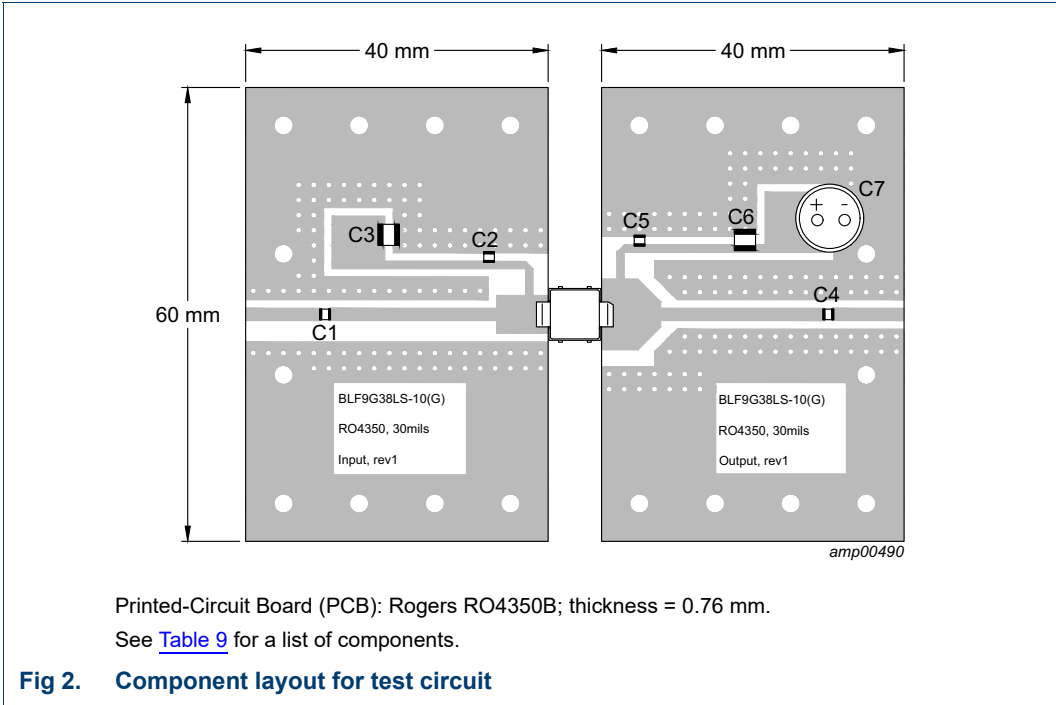 40 mm
40 mm
60 mm
C7
+ -
C6
C5
C3
C2
C4
C1
BLF9G38LS-10(G)
RO4350, 30mils
Input, rev1
BLF9G38LS-10(G)
RO4350, 30mils
Output, rev1
amp00490
Printed-Circuit Board (PCB): Rogers RO4350B; thickness = 0.76 mm.
See Table 9 for a list of components.
Fig 2. Component layout for test circuit